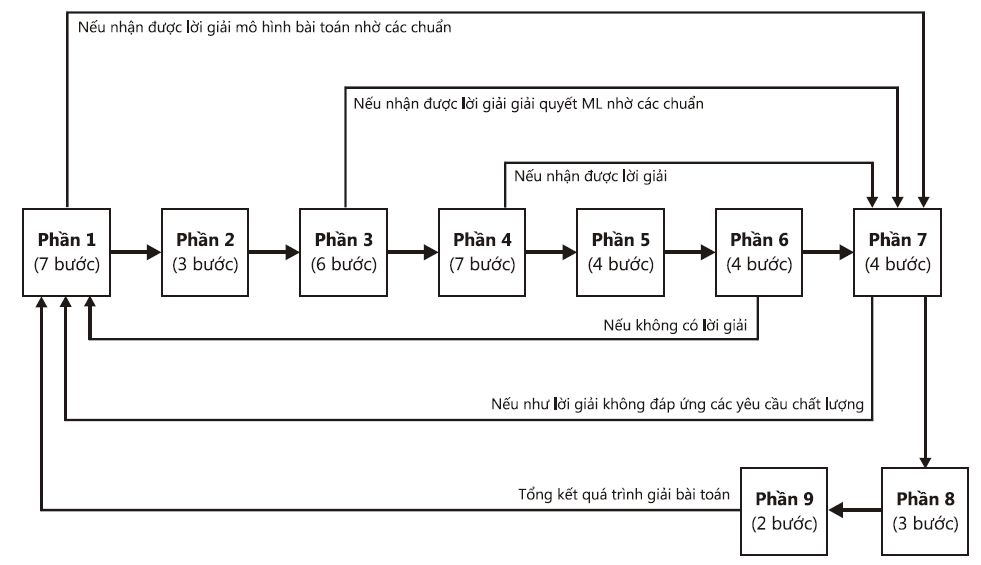 Nếu nhận được lời giải mô hình bài toán nhờ các chuẩn
Nếu nhận được lời giải giải quyết ML nhờ các chuẩn
Nếu nhận được lời giải
Phần 1
(7 bước)
Phần 2
(3 bước)
Phần 3
(6 bước)
Phần 4
(7 bước)
Phần 5
(4 bước)
Phần 6
(4 bước)
Phần 7
(4 bước)
Nếu không có lời giải
Nếu như lời giải không đáp ứng các yêu cầu chất lượng
Tổng kết quá trình giải bài toán
Phần 9
(2 bước)
Phần 8
(3 bước)